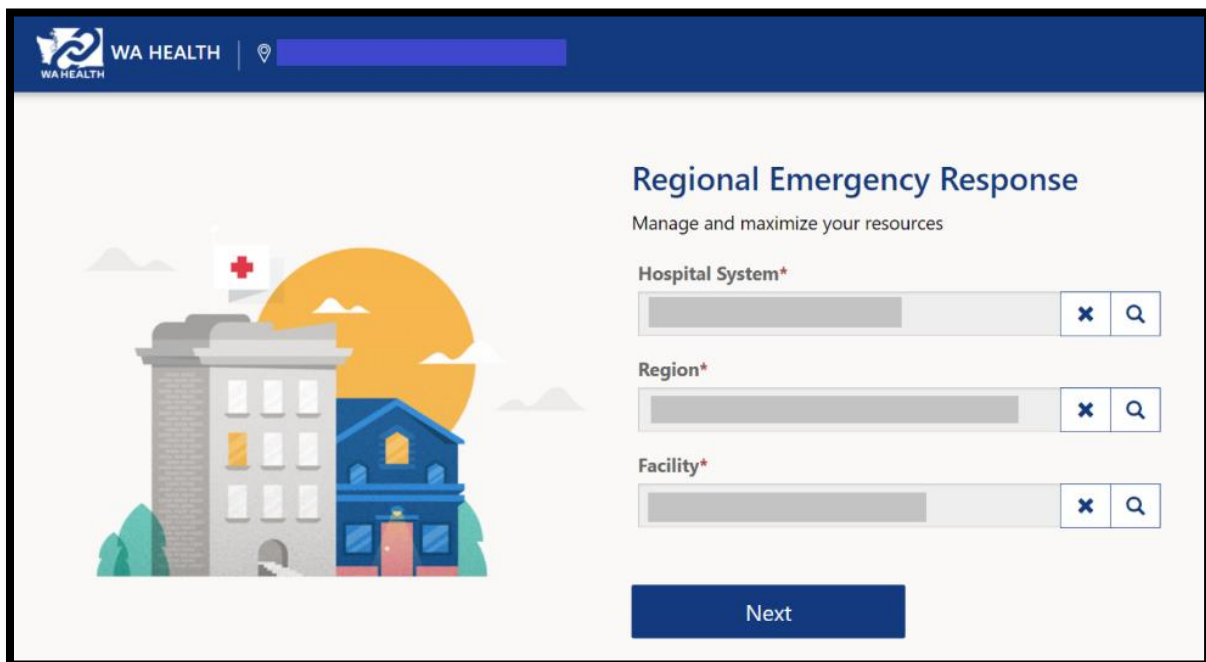 WA HEALTH
WA HEALTH
Regional Emergency Response
Manage and maximize your resources
Hospital System*
Region*
Facility*
Next